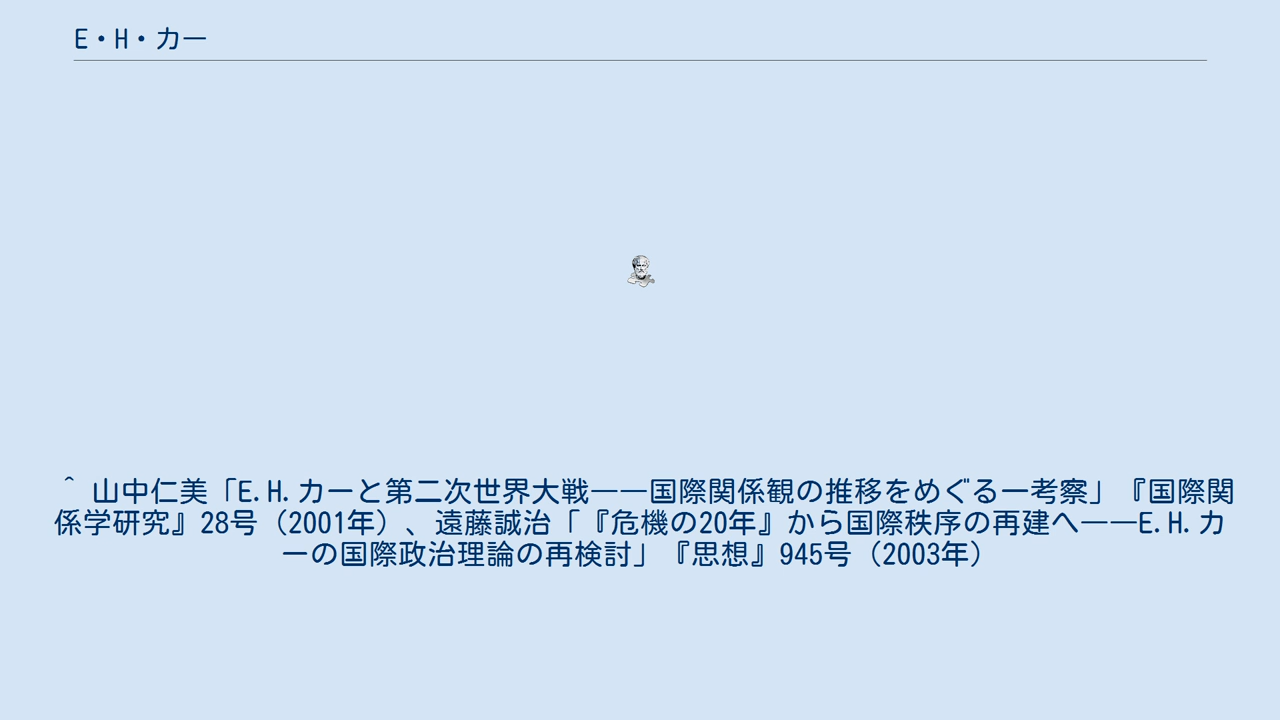 E・H・カー
^ 山中仁美「E.H.カーと第二次世界大戦――国際関係観の推移をめぐる一考察」『国際関
係学研究』28号（2001年）、遠藤誠治「『危機の20年』から国際秩序の再建へ――E.H.カ
ーの国際政治理論の再検討」『思想』945号（2003年）